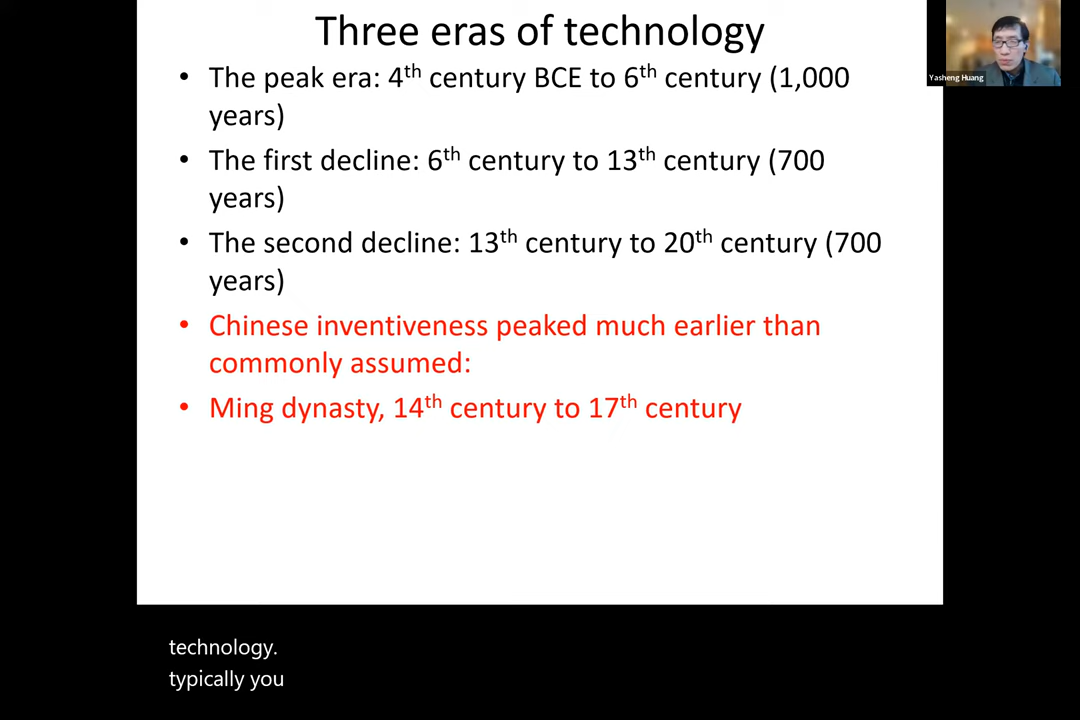 Three eras of technology
Yasheng Huang
• The peak era: 4th century BCE to 6th century (1,000
years)
• The first decline: 6th century to 13th century (700
years)
• The second decline: 13th century to 20th century (700
years)
• Chinese inventiveness peaked much earlier than
commonly assumed:
• Ming dynasty, 14th century to 17th century
technology.
typically you